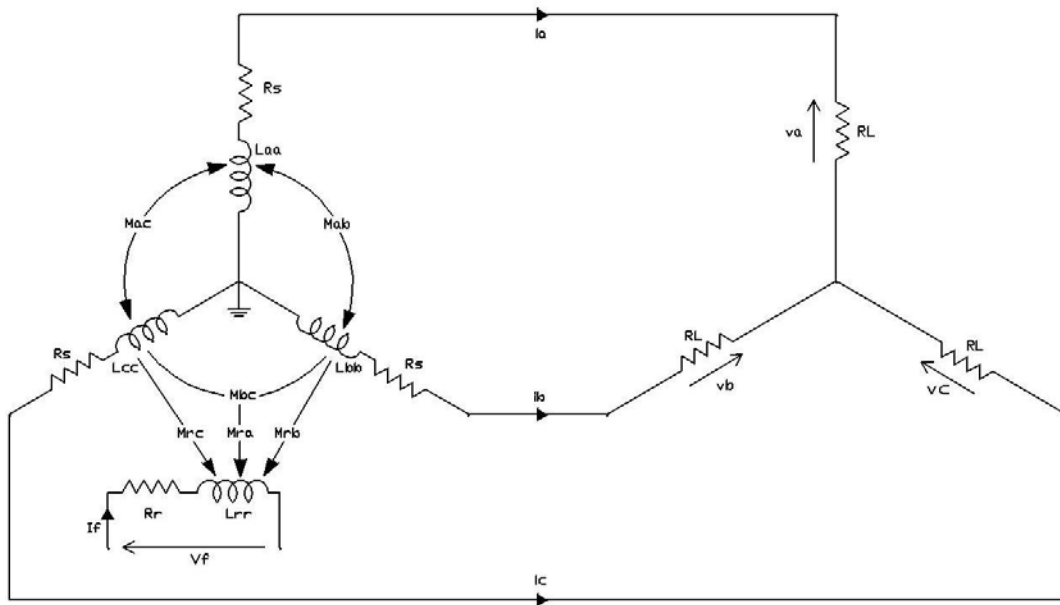 Ia
Rs
va
RL
Laa
Mac
Mab
RL
RL
Rs
Lcc
Lbb
Rs
vb
vc
Mbc
Ib
Mrc
Mra
Mrb
If
Rr
Lrr
Vf
Ic